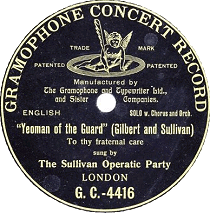 GRAMOPHONE CONCERT RECORD
TRADE MARK
PATENTED PATENTED
Manufactured by
The Gramophone and Typewriter Ltd.,
and Sister Companies.
ENGLISH SOLO w. Chorus and Orch.
"Yeoman of the Guard" (Gilbert and Sullivan)
To thy fraternal care
sung by
The Sullivan Operatic Party
LONDON
G. C.-4416